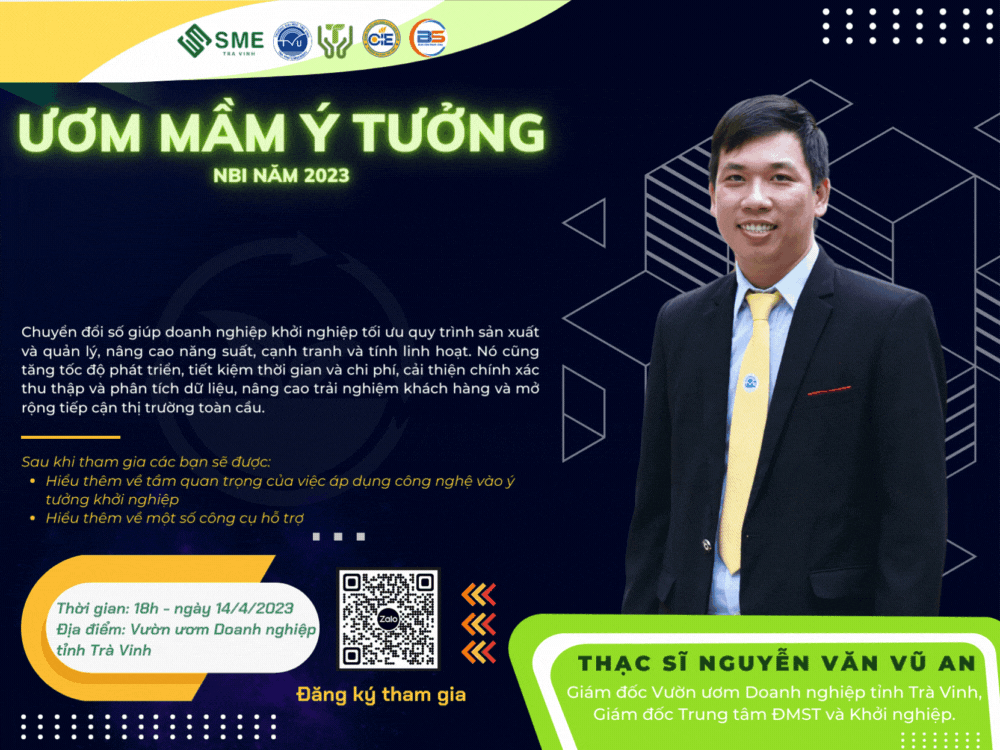 SME
TRA VINH
TVU
CIE
BS
ƯƠM MẦM Ý TƯỞNG
NBI NĂM 2023
Chuyển đổi số giúp doanh nghiệp khởi nghiệp tối ưu quy trình sản xuất
và quản lý, nâng cao năng suất, cạnh tranh và tính linh hoạt. Nó cũng
tăng tốc độ phát triển, tiết kiệm thời gian và chi phí, cải thiện chính xác
thu thập và phân tích dữ liệu, nâng cao trải nghiệm khách hàng và mở
rộng tiếp cận thị trường toàn cầu.
Sau khi tham gia các bạn sẽ được:
• Hiểu thêm về tầm quan trọng của việc áp dụng công nghệ vào ý
tưởng khởi nghiệp
• Hiểu thêm về một số công cụ hỗ trợ
Thời gian: 18h - ngày 14/4/2023
Địa điểm: Vườn ươm Doanh nghiệp
tỉnh Trà Vinh
Zalo
Đăng ký tham gia
THẠC SĨ NGUYỄN VĂN VŨ AN
Giám đốc Vườn ươm Doanh nghiệp tỉnh Trà Vinh,
Giám đốc Trung tâm ĐMST và Khởi nghiệp.